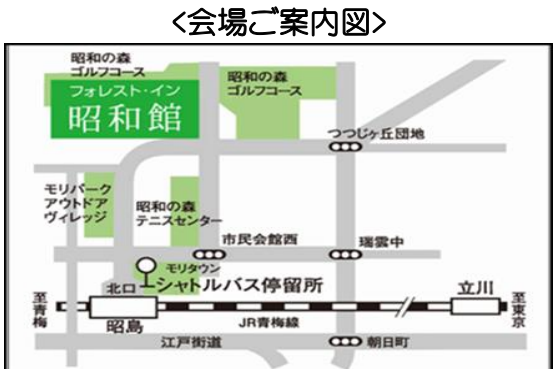 <会場ご案内図>
昭和の森
ゴルフコース
フォレスト・イン
昭和館
昭和の森
ゴルフコース
つつじヶ丘団地
モリパーク
アウトドア
ヴィレッジ
昭和の森
テニスセンター
市民会館西
瑞雲中
モリタウン
北口
シャトルバス停留所
立川
至青梅
至東京
昭島
JR青梅線
江戸街道
朝日町